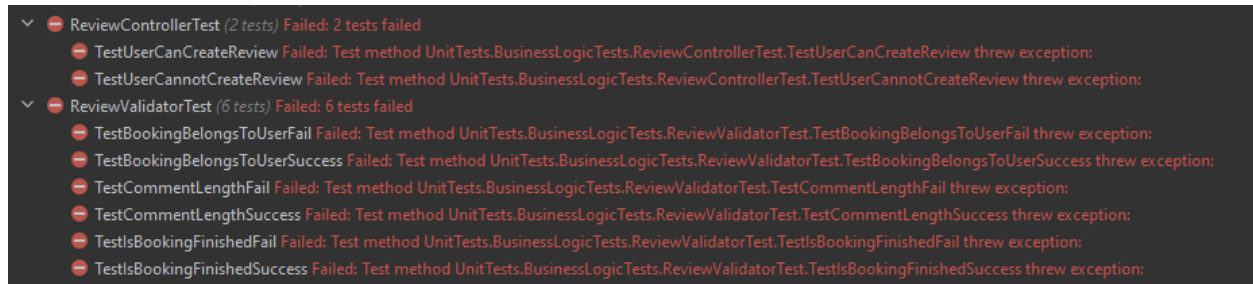 ReviewControllerTest (2 tests) Failed: 2 tests failed
TestUserCanCreateReview Failed: Test method UnitTests.BusinessLogicTests.ReviewControllerTest.TestUserCanCreateReview threw exception:
TestUserCannotCreateReview Failed: Test method UnitTests.BusinessLogicTests.ReviewControllerTest.TestUserCannotCreateReview threw exception:
ReviewValidatorTest (6 tests) Failed: 6 tests failed
TestBookingBelongsToUserFail Failed: Test method UnitTests.BusinessLogicTests.ReviewValidatorTest.TestBookingBelongsToUserFail threw exception:
TestBookingBelongsToUserSuccess Failed: Test method UnitTests.BusinessLogicTests.ReviewValidatorTest.TestBookingBelongsToUserSuccess threw exception:
TestCommentLengthFail Failed: Test method UnitTests.BusinessLogicTests.ReviewValidatorTest.TestCommentLengthFail threw exception:
TestCommentLengthSuccess Failed: Test method UnitTests.BusinessLogicTests.ReviewValidatorTest.TestCommentLengthSuccess threw exception:
TestIsBookingFinishedFail Failed: Test method UnitTests.BusinessLogicTests.ReviewValidatorTest.TestIsBookingFinishedFail threw exception:
TestIsBookingFinishedSuccess Failed: Test method UnitTests.BusinessLogicTests.ReviewValidatorTest.TestIsBookingFinishedSuccess threw exception: